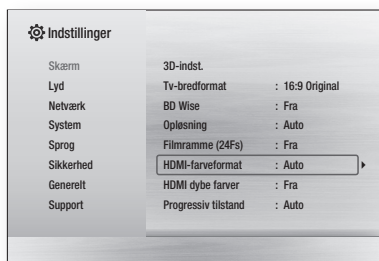 Indstillinger
Skærm
Lyd
Netværk
System
Sprog
Sikkerhed
Generelt
Support
3D-indst.
Tv-bredformat : 16:9 Original
BD Wise : Fra
Opløsning : Auto
Filmramme (24Fs) : Fra
HDMI-farveformat : Auto
HDMI dybe farver : Fra
Progressiv tilstand : Auto